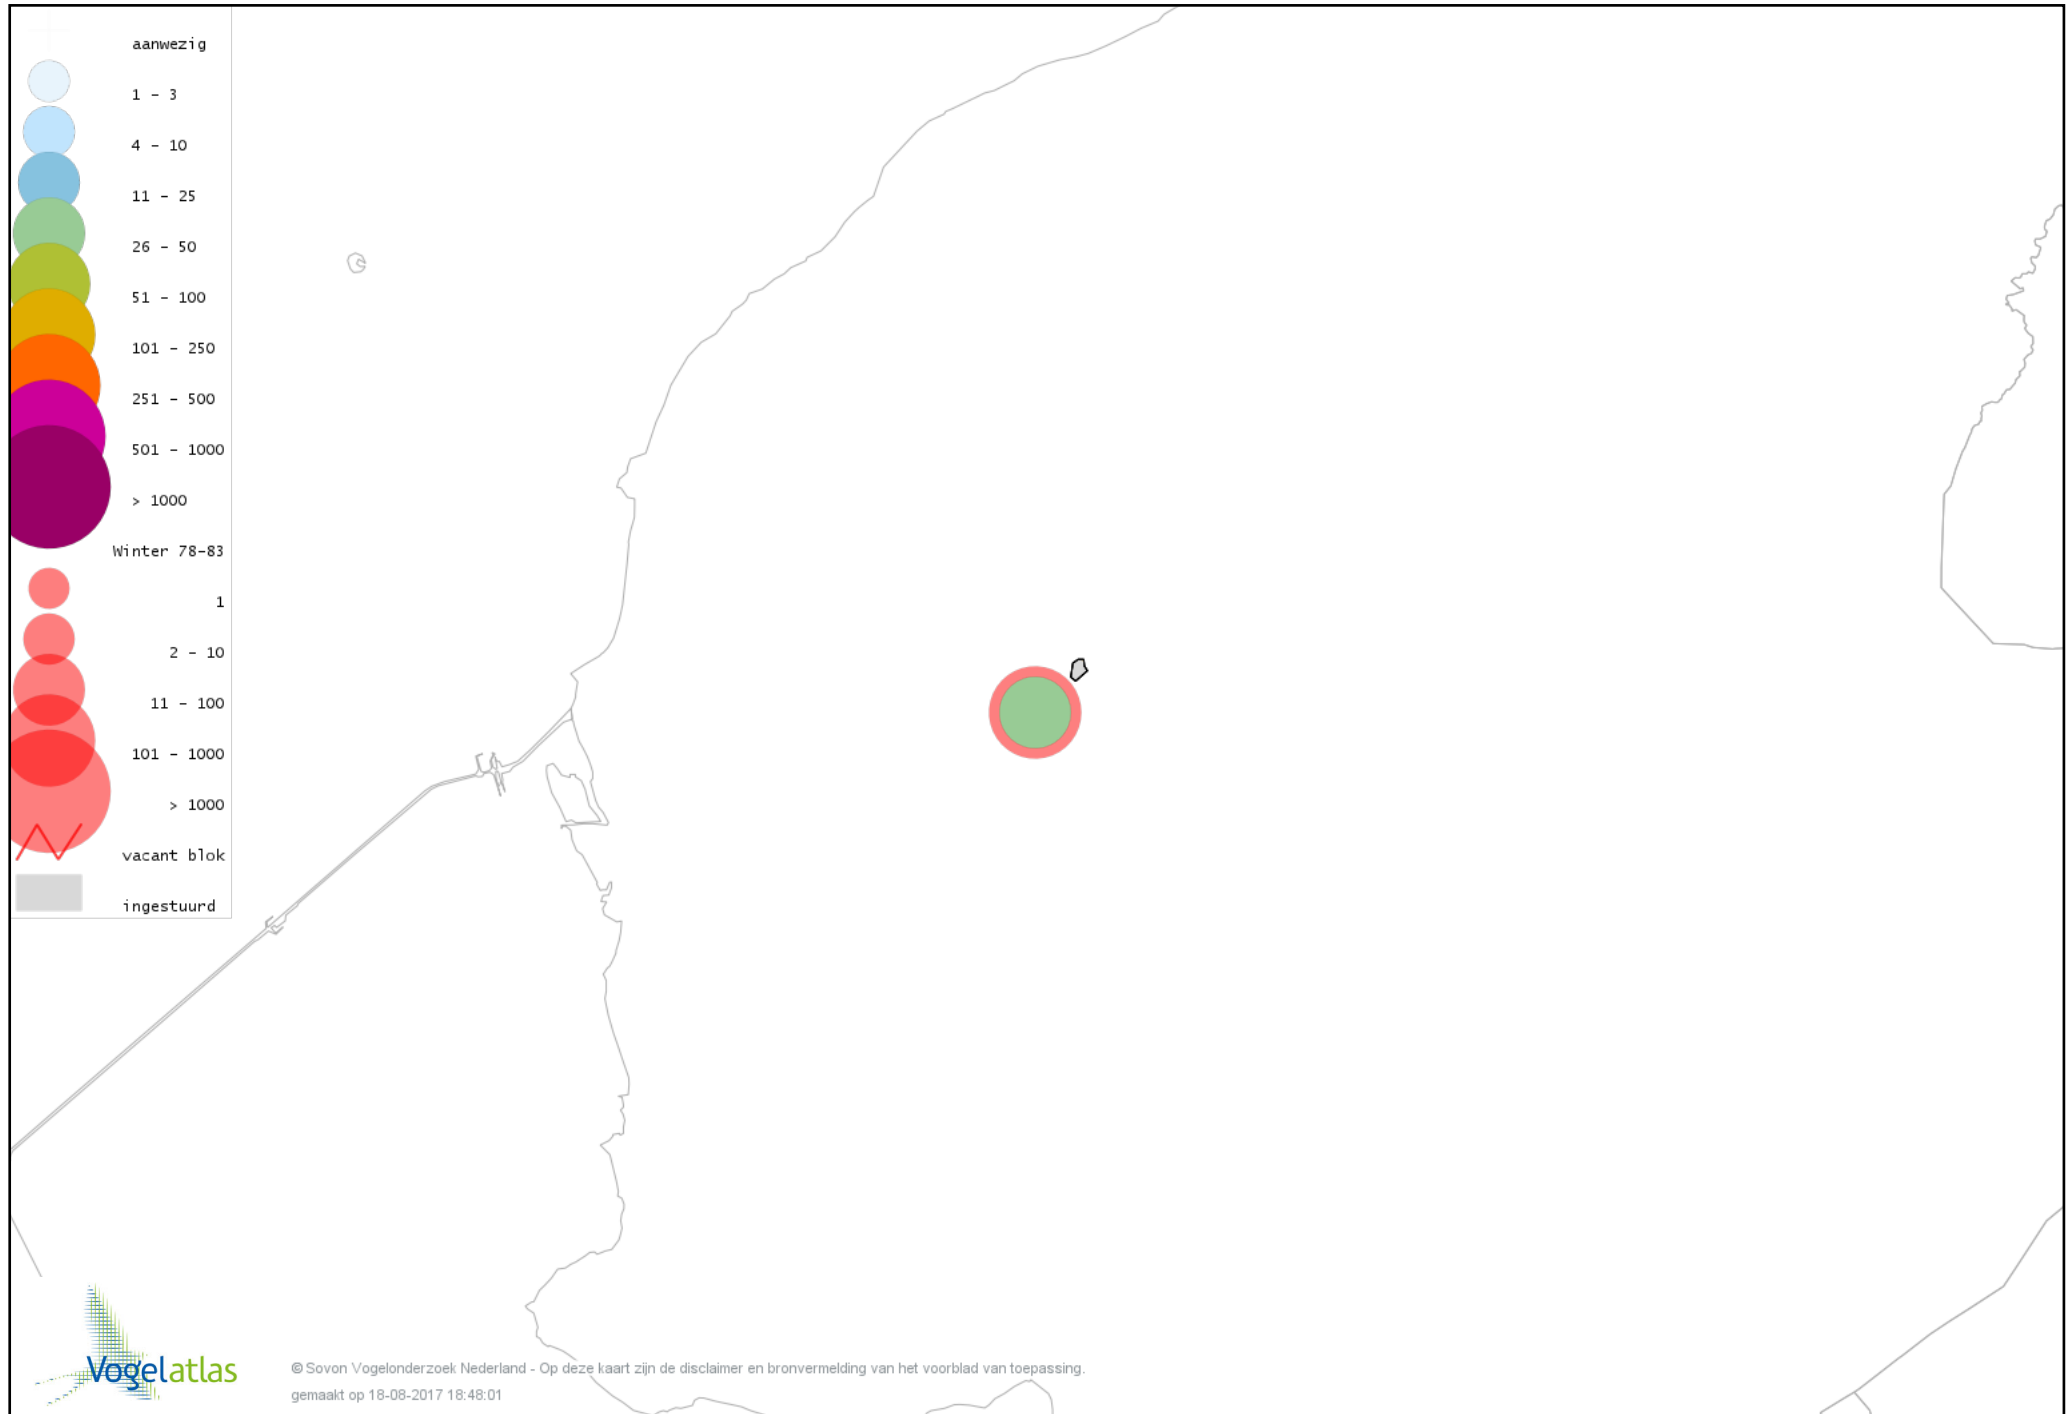 aanwezig
1 - 3
4 - 10
11 - 25
26 - 50
51 - 100
101 - 250
251 - 500
501 - 1000
> 1000
Winter 78-83
1
2 - 10
11 - 100
101 - 1000
> 1000
vacant blok
ingestuurd
Vogelatlas
© Sovon Vogelonderzoek Nederland - Op deze kaart zijn de disclaimer en bronvermelding van het voorblad van toepassing.
gemaakt op 18-08-2017 18:48:01